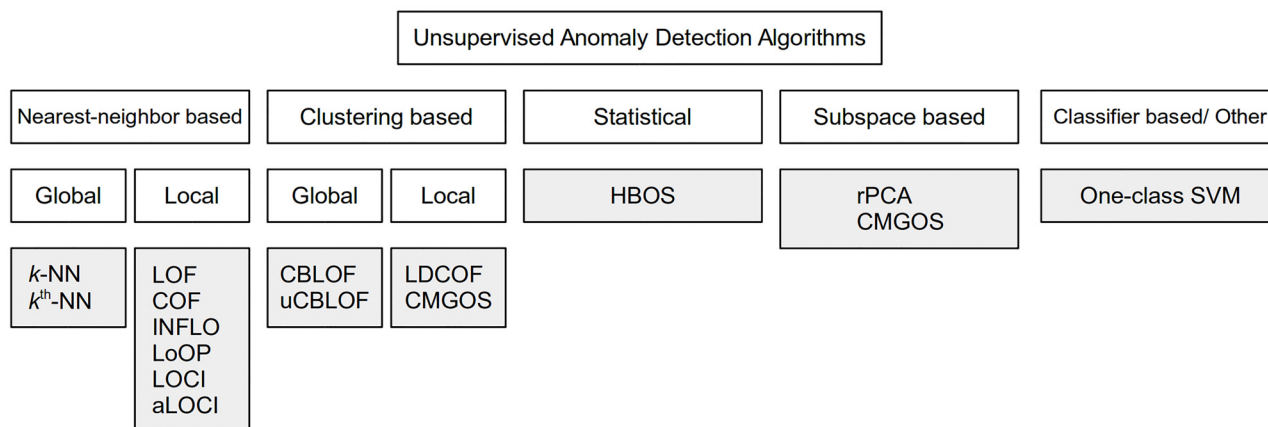 Unsupervised Anomaly Detection Algorithms
Nearest-neighbor based
Clustering based
Statistical
Subspace based
Classifier based/ Other
Global
Local
Global
Local
HBOS
rPCA
CMGOS
One-class SVM
k-NN
kth-NN
LOF
COF
INFLO
LoOP
LOCI
aLOCI
CBLOF
uCBLOF
LDCOF
CMGOS